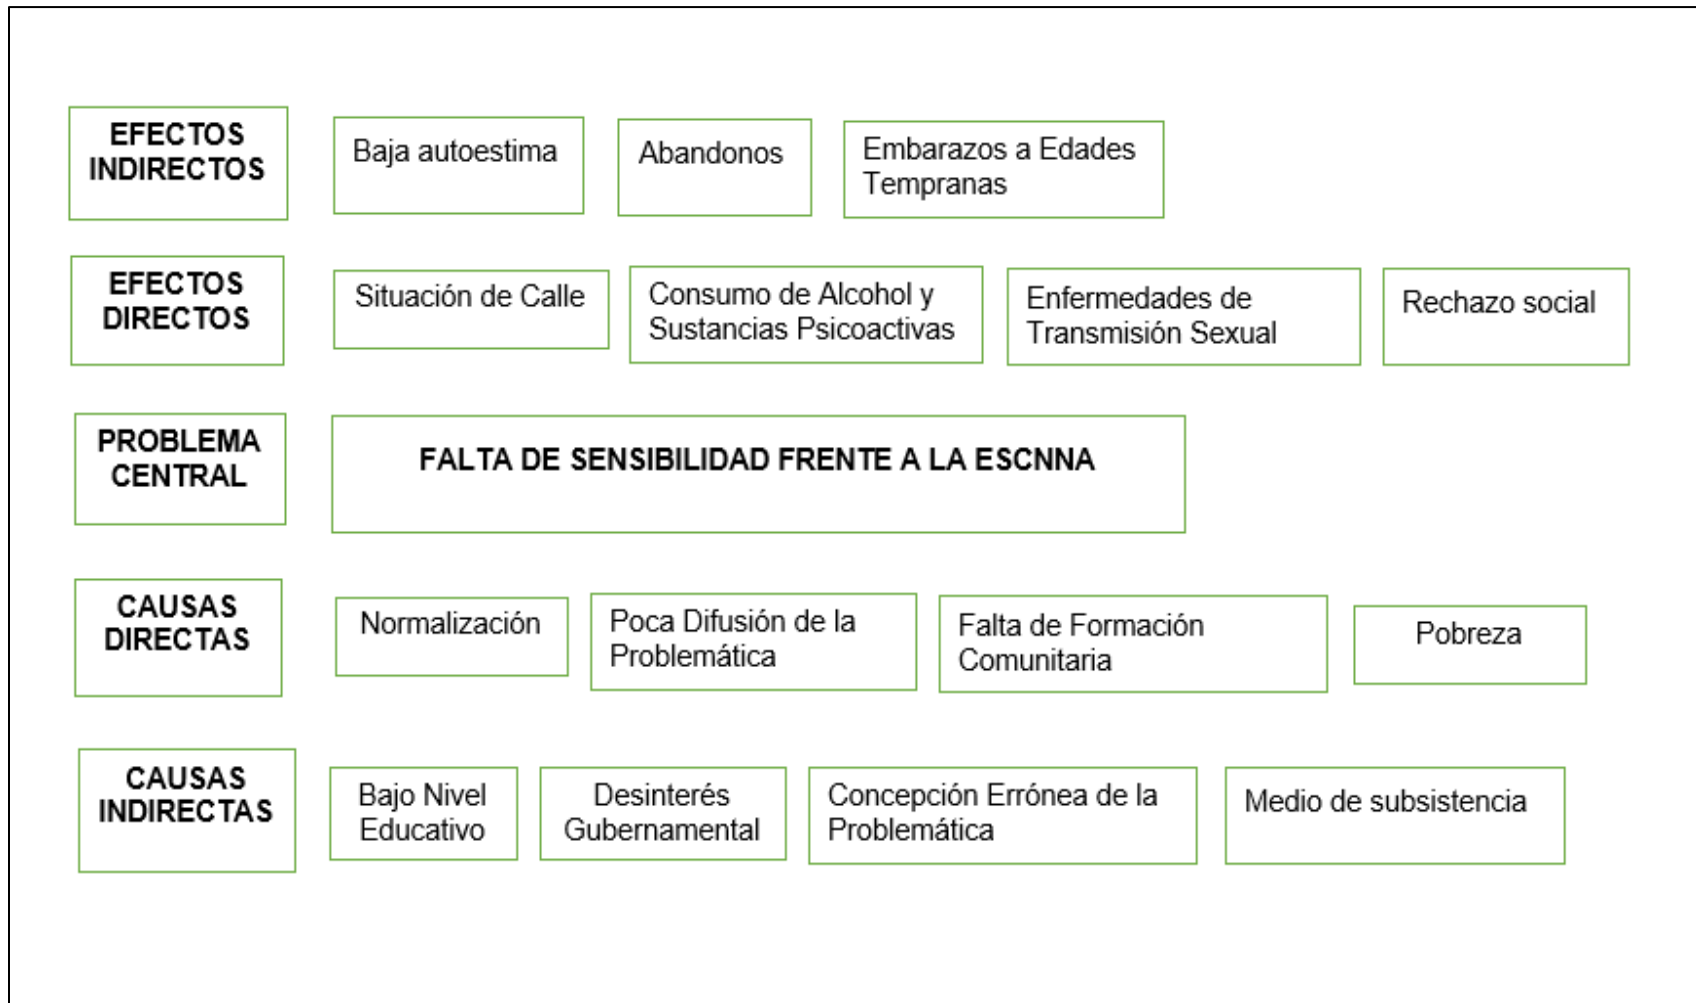 EFECTOS
INDIRECTOS
Baja autoestima
Abandonos
Embarazos a Edades
Tempranas
EFECTOS
DIRECTOS
Situación de Calle
Consumo de Alcohol y
Sustancias Psicoactivas
Enfermedades de
Transmisión Sexual
Rechazo social
PROBLEMA
CENTRAL
FALTA DE SENSIBILIDAD FRENTE A LA ESCNNA
CAUSAS
DIRECTAS
Normalización
Poca Difusión de la
Problemática
Falta de Formación
Comunitaria
Pobreza
CAUSAS
INDIRECTAS
Bajo Nivel
Educativo
Desinterés
Gubernamental
Concepción Errónea de la
Problemática
Medio de subsistencia